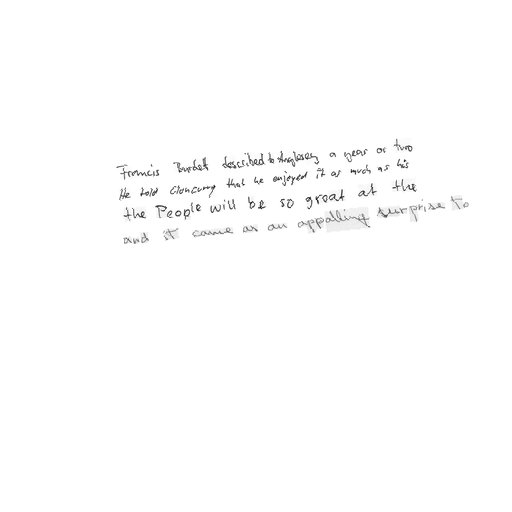 Francis Burdett described to Anglesey a year or two
He told Cloncurry that he enjoyed it as much as his
the People will be so great at the
and it came as an appalling surprise to